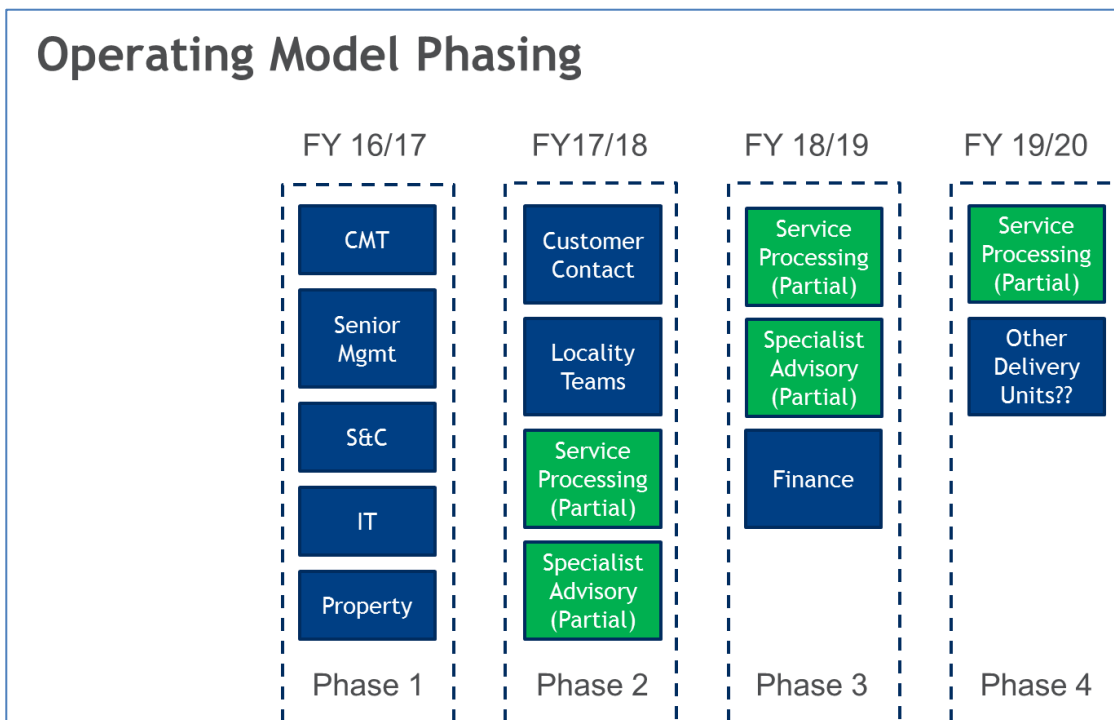 Operating Model Phasing
FY 16/17
FY17/18
FY 18/19
FY 19/20
CMT
Senior
Mgmt
S&C
IT
Property
Phase 1
Customer
Contact
Locality
Teams
Service
Processing
(Partial)
Specialist
Advisory
(Partial)
Phase 2
Service
Processing
(Partial)
Specialist
Advisory
(Partial)
Finance
Phase 3
Service
Processing
(Partial)
Other
Delivery
Units??
Phase 4